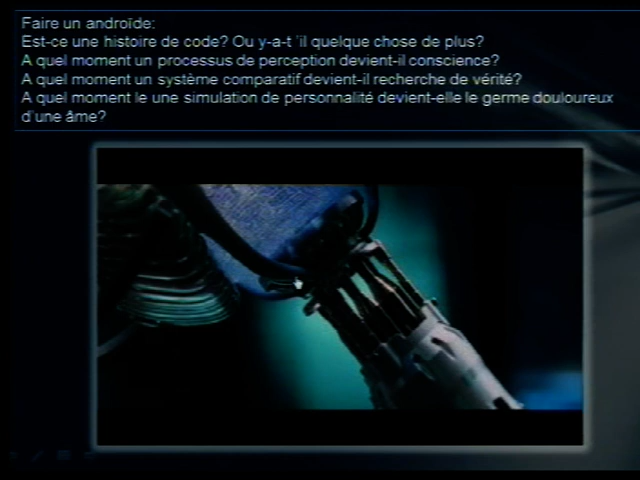 Faire un androïde:
Est-ce une histoire de code? Ou y-a-t 'il quelque chose de plus?
A quel moment un processus de perception devient-il conscience?
A quel moment un système comparatif devient-il recherche de vérité?
A quel moment le une simulation de personnalité devient-elle le germe douloureux
d'une âme?